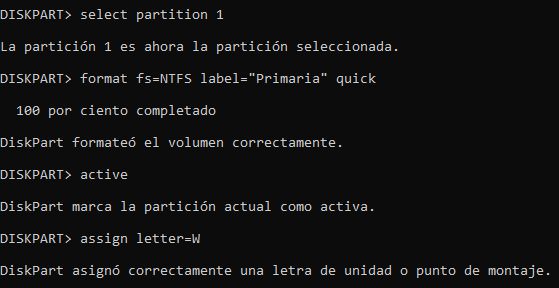 DISKPART> select partition 1
La partición 1 es ahora la partición seleccionada.
DISKPART> format fs=NTFS label="Primaria" quick
100 por ciento completado
DiskPart formateó el volumen correctamente.
DISKPART> active
DiskPart marca la partición actual como activa.
DISKPART> assign letter=W
DiskPart asignó correctamente una letra de unidad o punto de montaje.